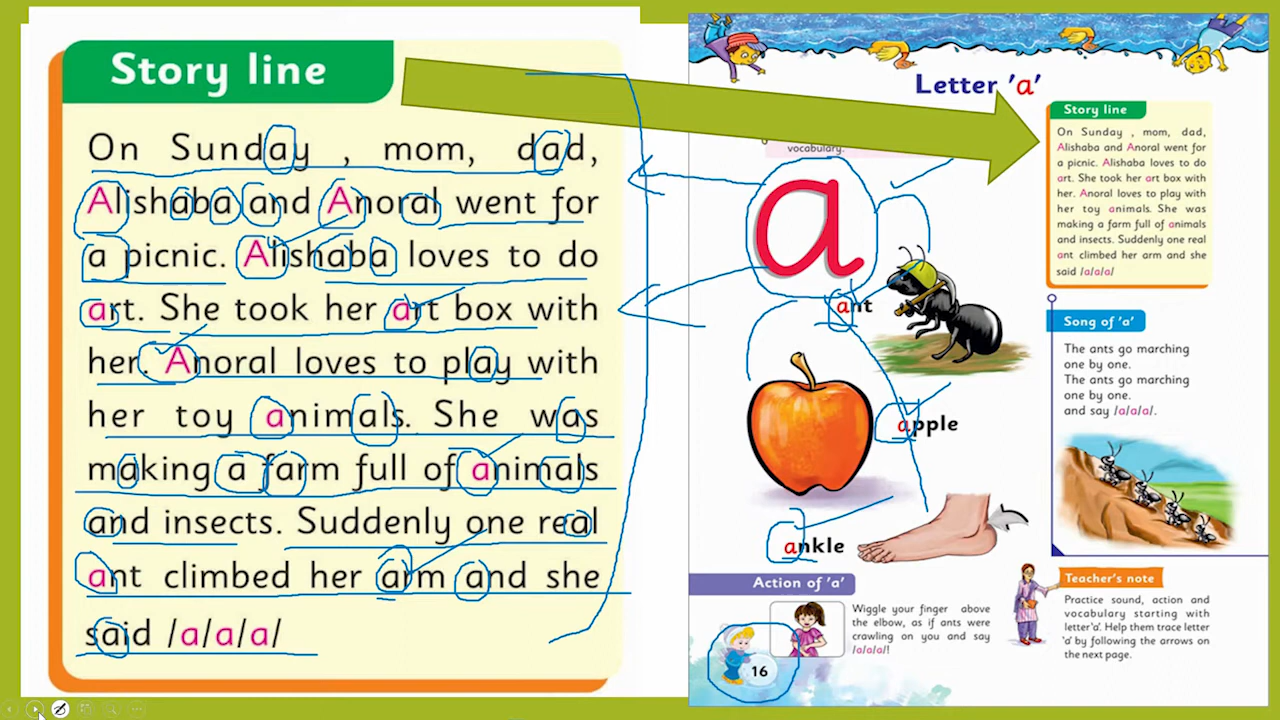 Story line
On Sunday , mom, dad,
Alishaba and Anoral went for
a picnic. Alishaba loves to do
art. She took her art box with
her. Anoral loves to play with
her toy animals. She was
making a farm full of animals
and insects. Suddenly one real
ant climbed her arm and she
said /a/a/a/
Letter 'a'
vocabulary.
a
ant
apple
ankle
Action of 'a'
Wiggle your finger above
the elbow, as if ants were
crawling on you and say
/a/a/a/!
16
Story line
On Sunday , mom, dad,
Alishaba and Anoral went for
a picnic. Alishaba loves to do
art. She took her art box with
her. Anoral loves to play with
her toy animals. She was
making a farm full of animals
and insects. Suddenly one real
ant climbed her arm and she
said /a/a/a/
Song of 'a'
The ants go marching
one by one.
The ants go marching
one by one.
and say /a/a/a/.
Teacher's note
Practice sound, action and
vocabulary starting with
letter 'a'. Help them trace letter
'a' by following the arrows on
the next page.